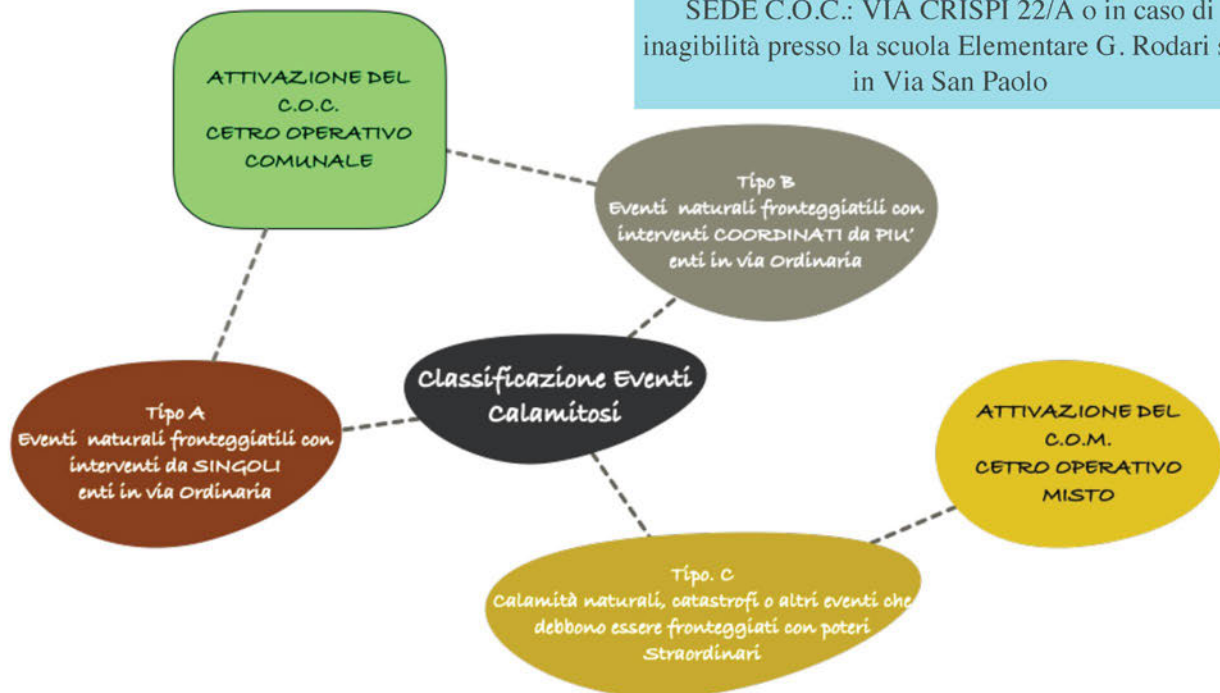 SEDE C.O.C.: VIA CRISPI 22/A o in caso di
inagibilità presso la scuola Elementare G. Rodari
in Via San Paolo
ATTIVAZIONE DEL
C.O.C.
CETRO OPERATIVO
COMUNALE
Tipo B
Eventi naturali fronteggiatili con
interventi COORDINATI da PIU'
enti in via Ordinaria
Classificazione Eventi
Calamitosi
Tipo A
Eventi naturali fronteggiatili con
interventi da SINGOLI
enti in via Ordinaria
ATTIVAZIONE DEL
C.O.M.
CETRO OPERATIVO
MISTO
Tipo. C
Calamità naturali, catastrofi o altri eventi che
debbono essere fronteggiati con poteri
Straordinari